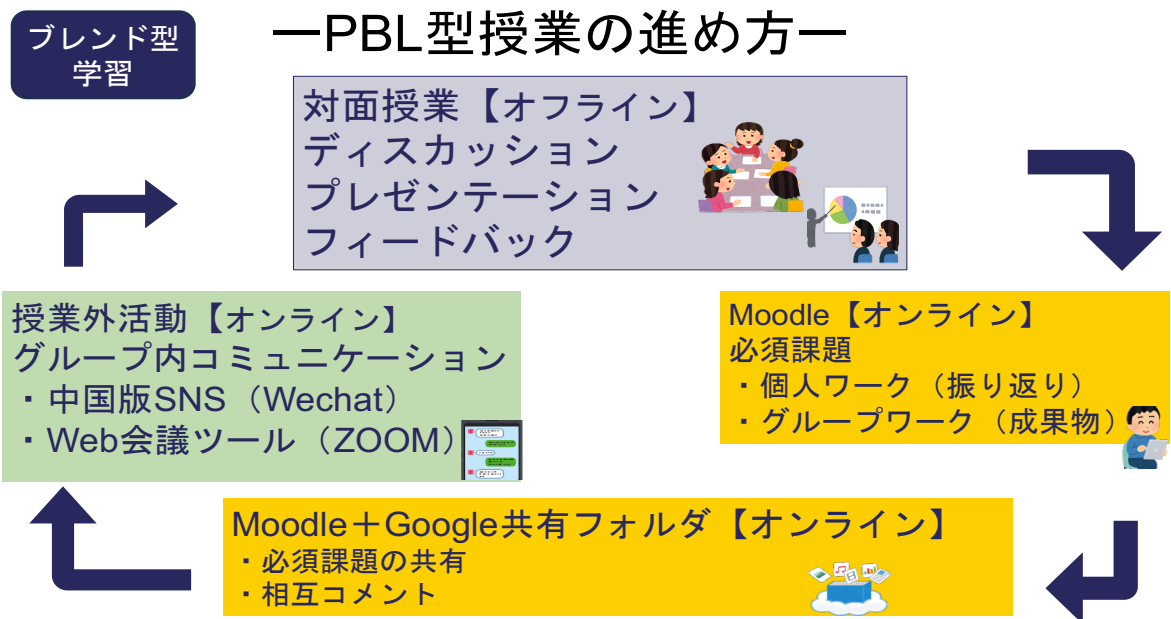 ブレンド型
学習
―PBL型授業の進め方―
対面授業【オフライン】
ディスカッション
プレゼンテーション
フィードバック
Moodle【オンライン】
必須課題
・個人ワーク（振り返り）
・グループワーク（成果物）
Moodle＋Google共有フォルダ【オンライン】
・必須課題の共有
・相互コメント
授業外活動【オンライン】
グループ内コミュニケーション
・中国版SNS（Wechat）
・Web会議ツール（ZOOM）